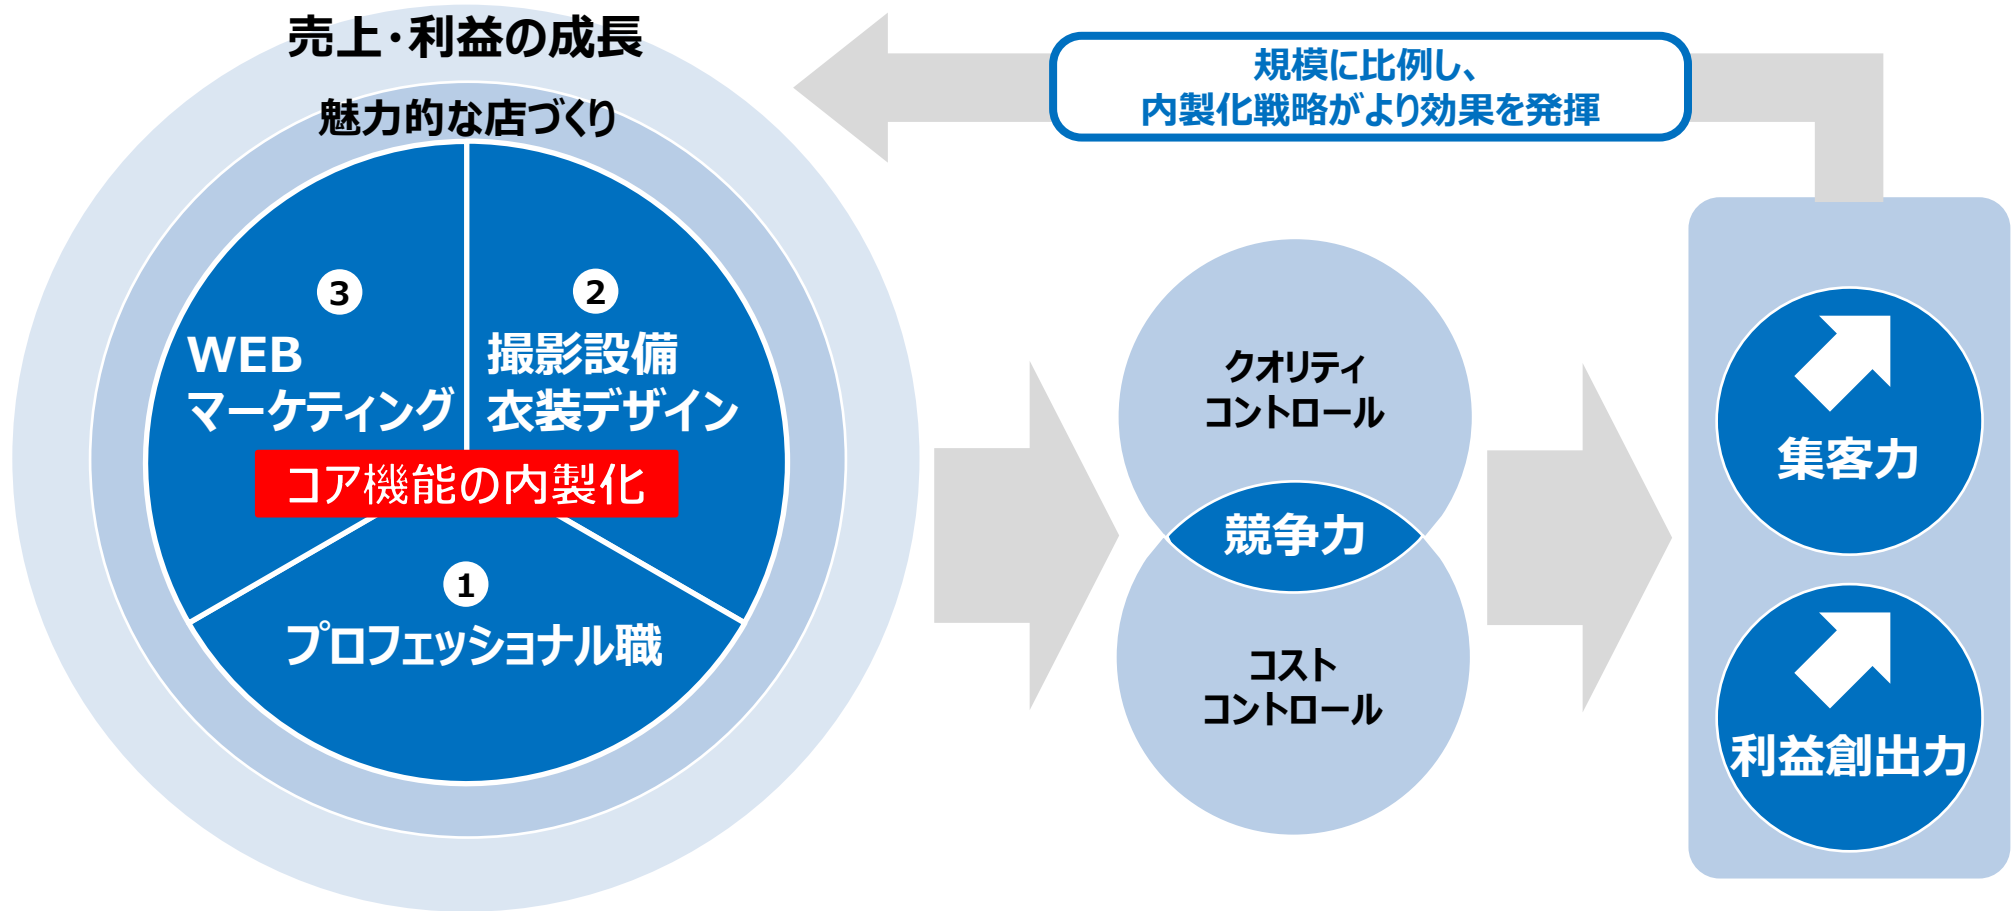 売上・利益の成長
魅力的な店づくり
規模に比例し、
内製化戦略がより効果を発揮
3
WEB
マーケティング
2
撮影設備
衣装デザイン
コア機能の内製化
1
プロフェッショナル職
クオリティ
コントロール
競争力
コスト
コントロール
集客力
利益創出力